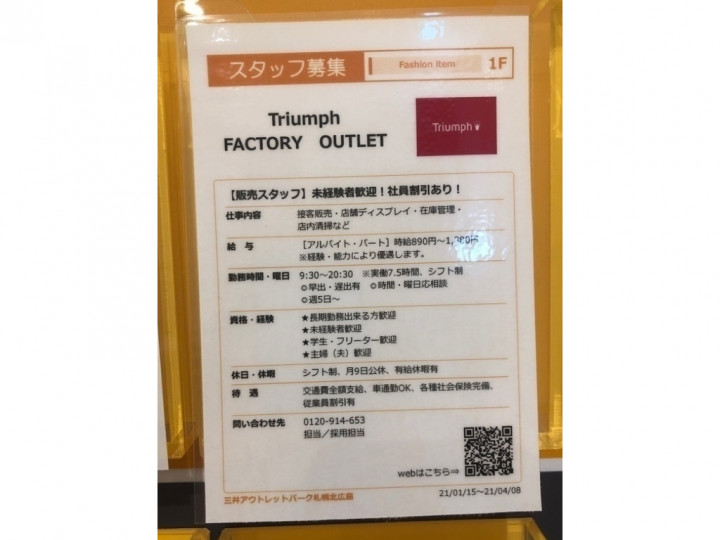 スタッフ募集 Fashion Item 1F
Triumph
FACTORY OUTLET
Triumph
【販売スタッフ】未経験者歓迎！社員割引あり！
仕事内容 接客販売・店舗ディスプレイ・在庫管理・
店内清掃など
給 与 ［アルバイト・パート］時給890円～
※経験・能力により優遇します。
勤務時間・曜日 9:30～20:30 ※実働7.5時間、シフト制
◎早出・遅出有 ◎時間・曜日応相談
◎週5日～
資格・経験 ★長期勤務出来る方歓迎
★未経験者歓迎
★学生・フリーター歓迎
★主婦（夫）歓迎
休日・休暇 シフト制、月9日公休、有給休暇有
待 遇 交通費全額支給、車通勤OK、各種社会保険完備、
従業員割引有
問い合わせ先 0120-914-653
担当／採用担当
webはこちら⇒
三井アウトレットパーク札幌北広島 21/01/15～21/04/08